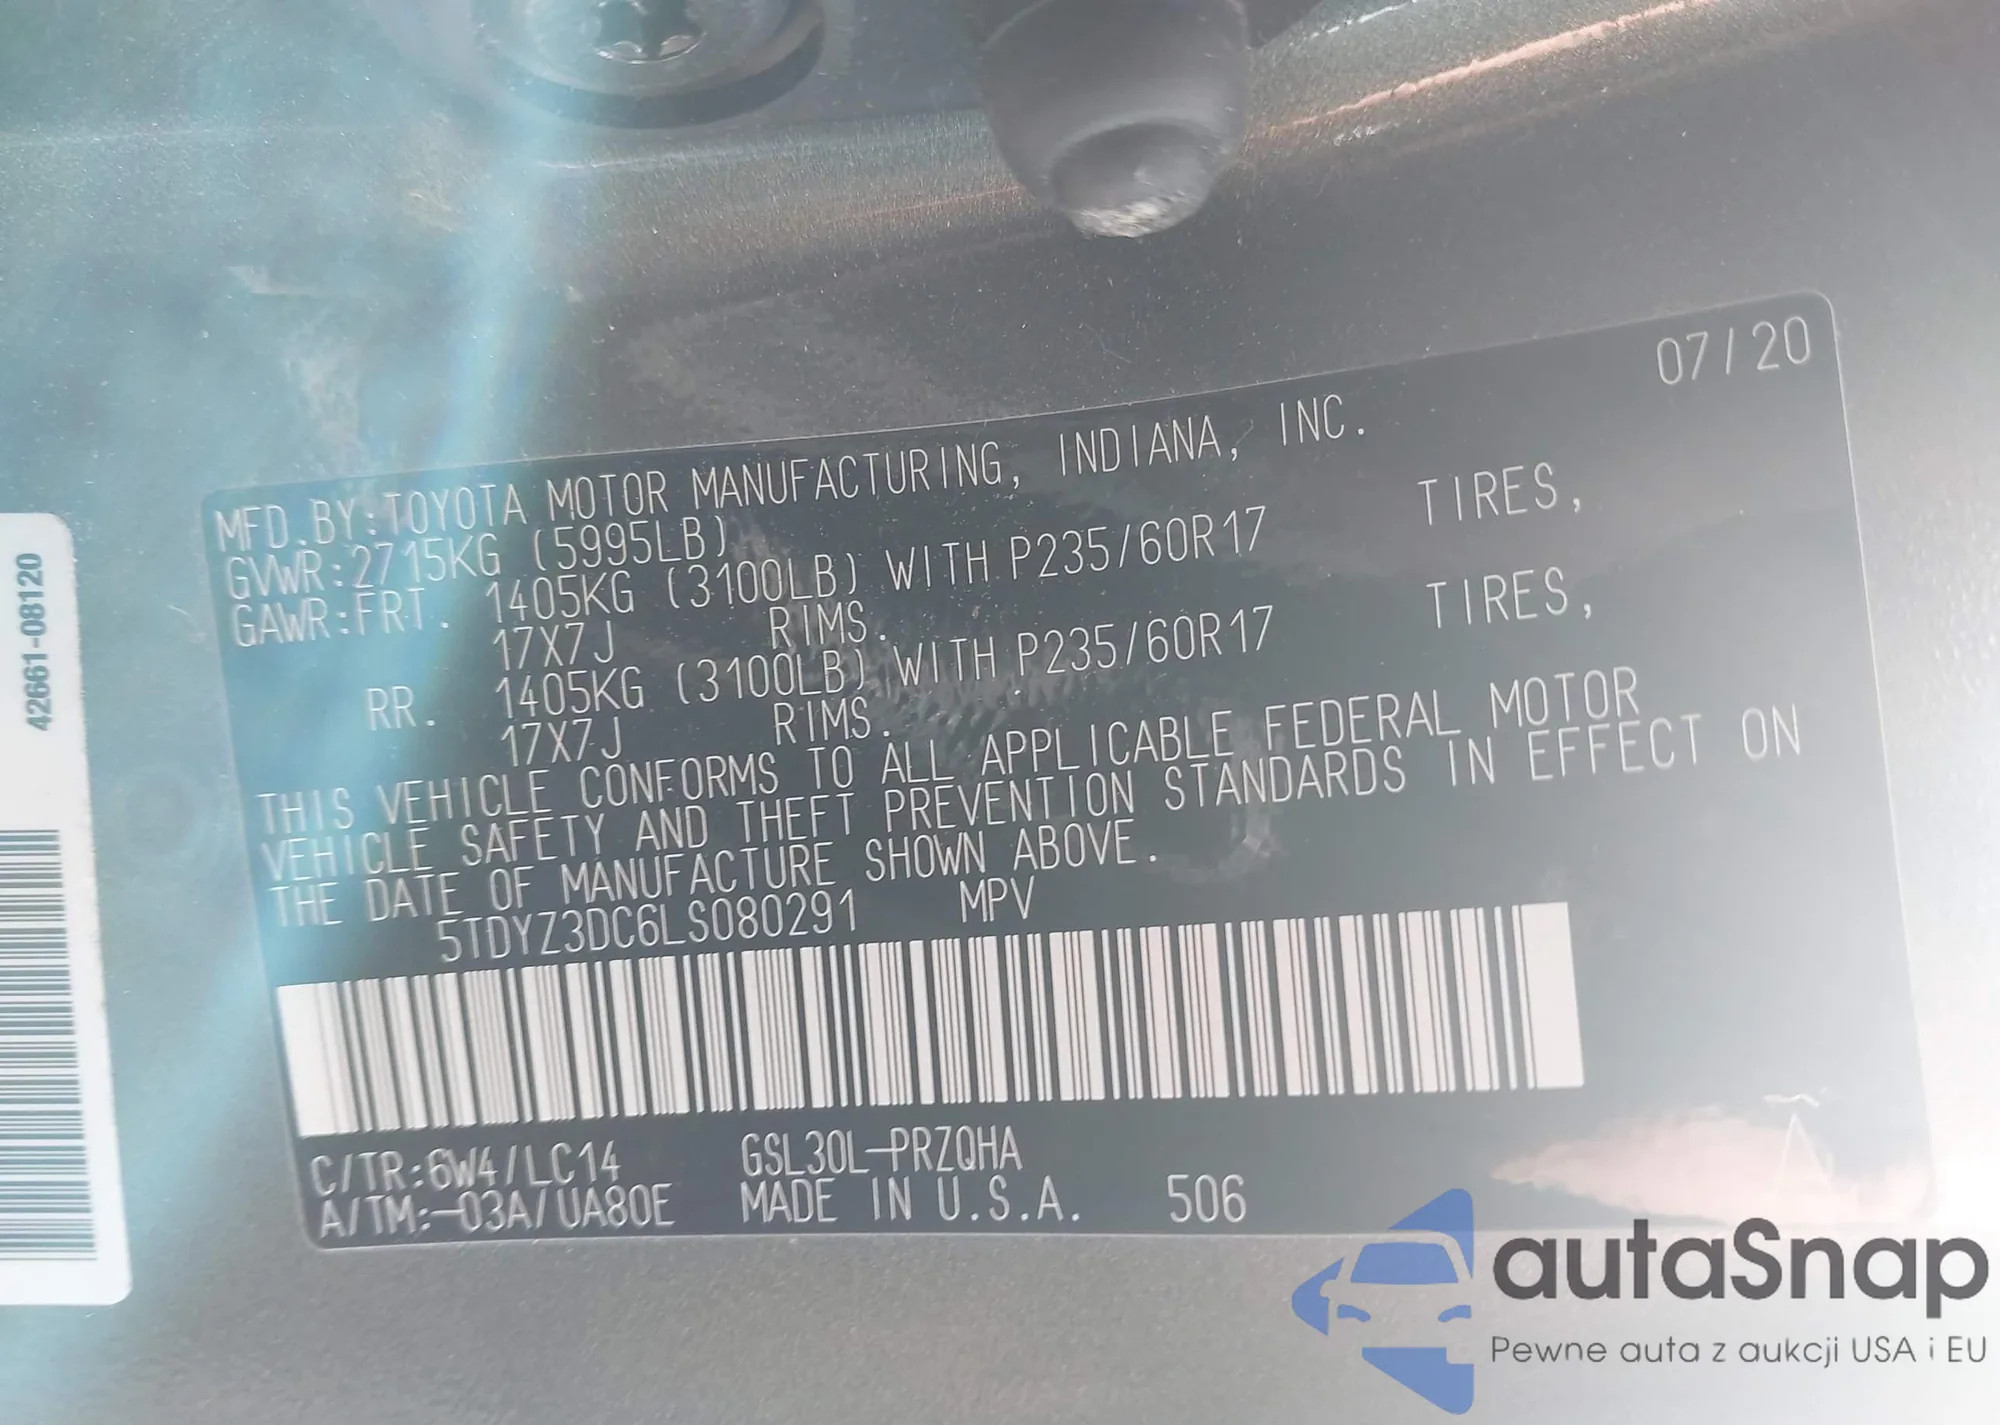 07/20
MFD.BY:TOYOTA MOTOR MANUFACTURING, INDIANA, INC.
GVWR:2715KG (5995LB)
GAWR:FRT. 1405KG (3100LB) WITH P235/60R17 TIRES,
17X7J RIMS.
RR. 1405KG (3100LB) WITH P235/60R17 TIRES,
17X7J RIMS.
THIS VEHICLE CONFORMS TO ALL APPLICABLE FEDERAL MOTOR
VEHICLE SAFETY AND THEFT PREVENTION STANDARDS IN EFFECT ON
THE DATE OF MANUFACTURE SHOWN ABOVE.
5TDYZ3DC6LS080291 MPV
C/TR:6W4/LC14 GSL30L-PRZQHA
A/TM:-03A/UA80E MADE IN U.S.A. 506
42661-08120
autaSnap
Pewne auta z aukcji USA i EU